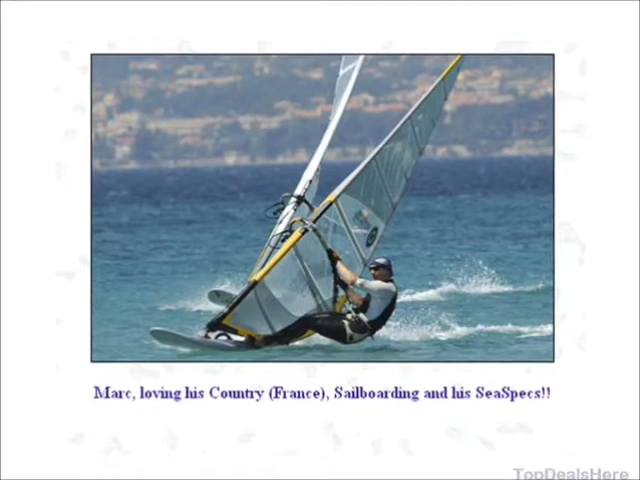 Marc, loving his Country (France), Sailboarding and his SeaSpecs!!
TopDealsHere